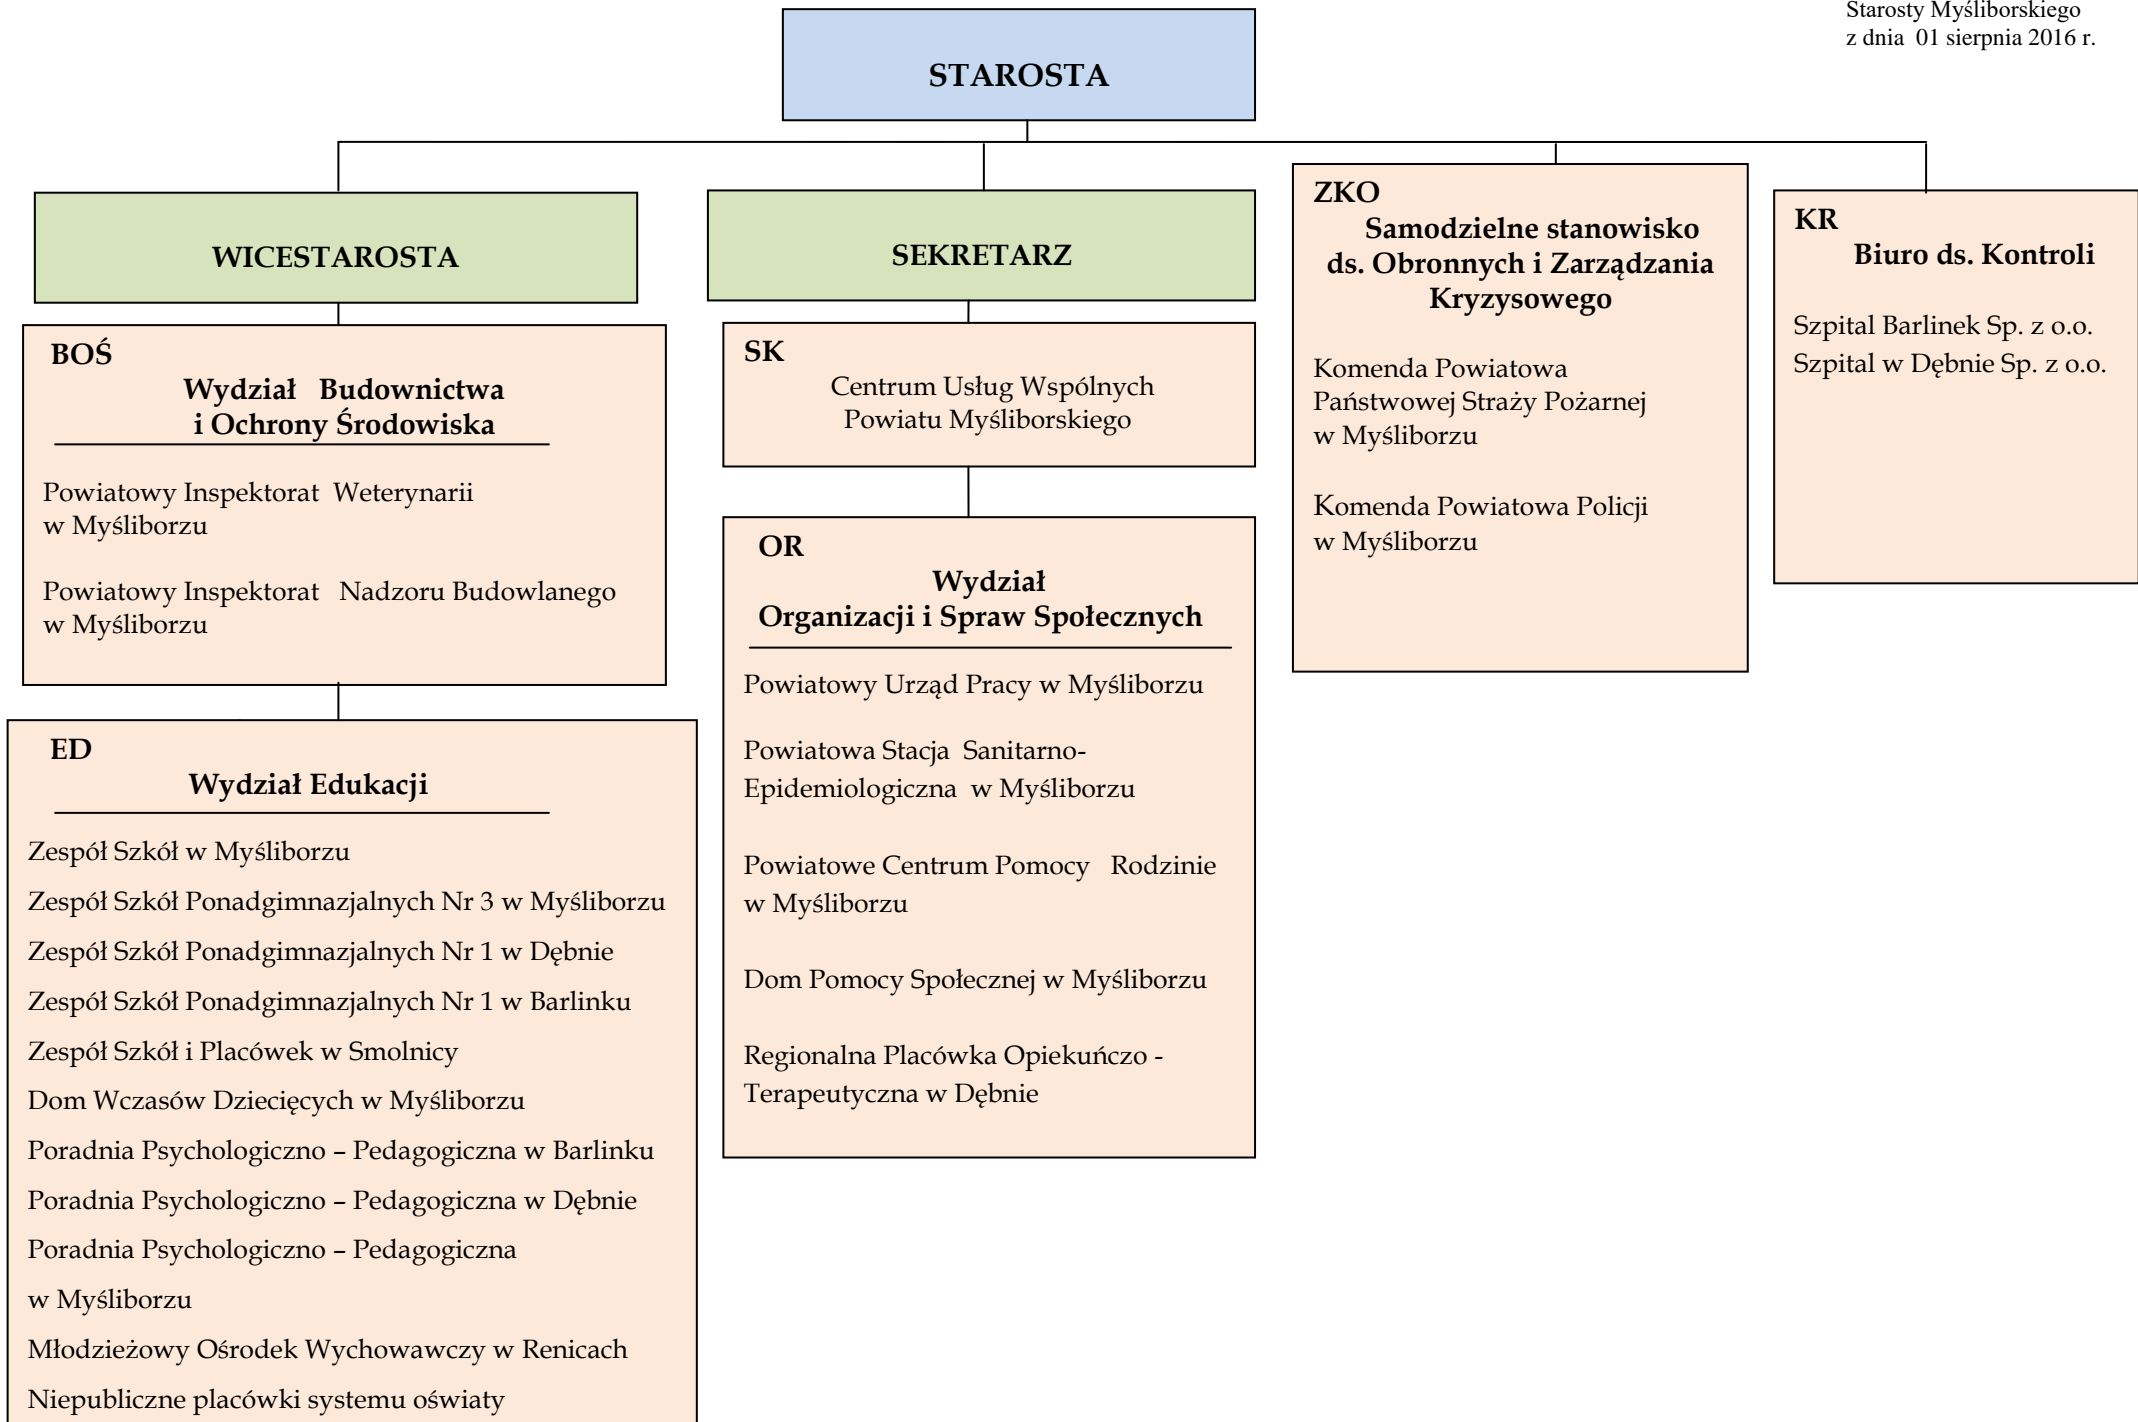 Starosty Myśliborskiego
z dnia 01 sierpnia 2016 r.
STAROSTA
WICESTAROSTA
BOŚ
Wydział Budownictwa
i Ochrony Środowiska
Powiatowy Inspektorat Weterynarii
w Myśliborzu
Powiatowy Inspektorat Nadzoru Budowlanego
w Myśliborzu
ED
Wydział Edukacji
Zespół Szkół w Myśliborzu
Zespół Szkół Ponadgimnazjalnych Nr 3 w Myśliborzu
Zespół Szkół Ponadgimnazjalnych Nr 1 w Dębnie
Zespół Szkół Ponadgimnazjalnych Nr 1 w Barlinku
Zespół Szkół i Placówek w Smolnicy
Dom Wczasów Dziecięcych w Myśliborzu
Poradnia Psychologiczno – Pedagogiczna w Barlinku
Poradnia Psychologiczno – Pedagogiczna w Dębnie
Poradnia Psychologiczno – Pedagogiczna
w Myśliborzu
Młodzieżowy Ośrodek Wychowawczy w Renicach
Niepubliczne placówki systemu oświaty
SEKRETARZ
SK
Centrum Usług Wspólnych
Powiatu Myśliborskiego
OR
Wydział
Organizacji i Spraw Społecznych
Powiatowy Urząd Pracy w Myśliborzu
Powiatowa Stacja Sanitarno-
Epidemiologiczna w Myśliborzu
Powiatowe Centrum Pomocy Rodzinie
w Myśliborzu
Dom Pomocy Społecznej w Myśliborzu
Regionalna Placówka Opiekuńczo -
Terapeutyczna w Dębnie
ZKO
Samodzielne stanowisko
ds. Obronnych i Zarządzania
Kryzysowego
Komenda Powiatowa
Państwowej Straży Pożarnej
w Myśliborzu
Komenda Powiatowa Policji
w Myśliborzu
KR
Biuro ds. Kontroli
Szpital Barlinek Sp. z o.o.
Szpital w Dębnie Sp. z o.o.